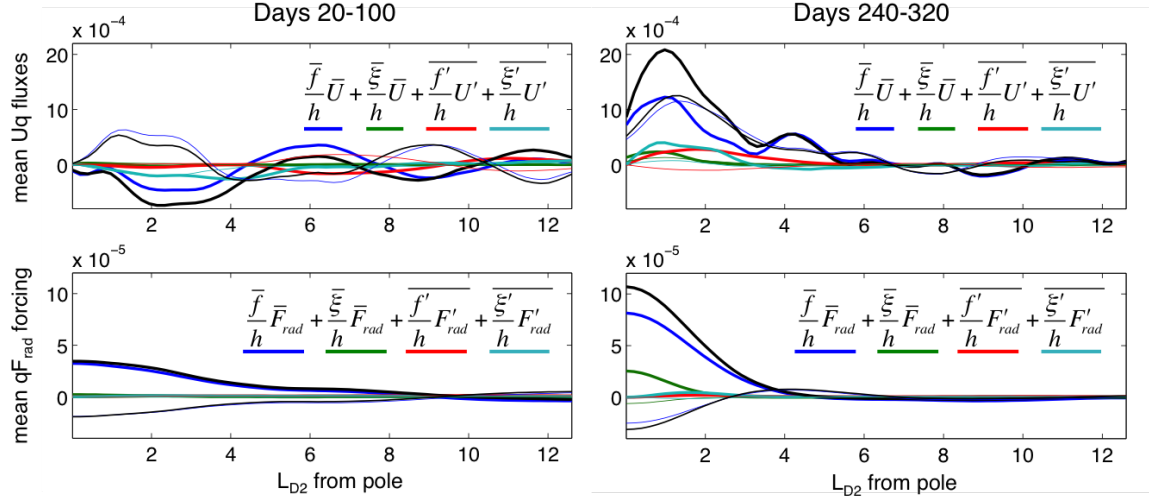 Days 20-100
Days 240-320
x 10⁻⁴
x 10⁻⁴
mean Uq fluxes
20
10
0
20
10
0
f̅/h U̅ + ξ̅/h U̅ + \overline{f′/h U′} + \overline{ξ′/h U′}
f̅/h U̅ + ξ̅/h U̅ + \overline{f′/h U′} + \overline{ξ′/h U′}
2 4 6 8 10 12
2 4 6 8 10 12
x 10⁻⁵
x 10⁻⁵
mean qF_rad forcing
10
5
0
10
5
0
f̅/h F̅_rad + ξ̅/h F̅_rad + \overline{f′/h F′_rad} + \overline{ξ′/h F′_rad}
f̅/h F̅_rad + ξ̅/h F̅_rad + \overline{f′/h F′_rad} + \overline{ξ′/h F′_rad}
2 4 6 8 10 12
2 4 6 8 10 12
L_D2 from pole
L_D2 from pole